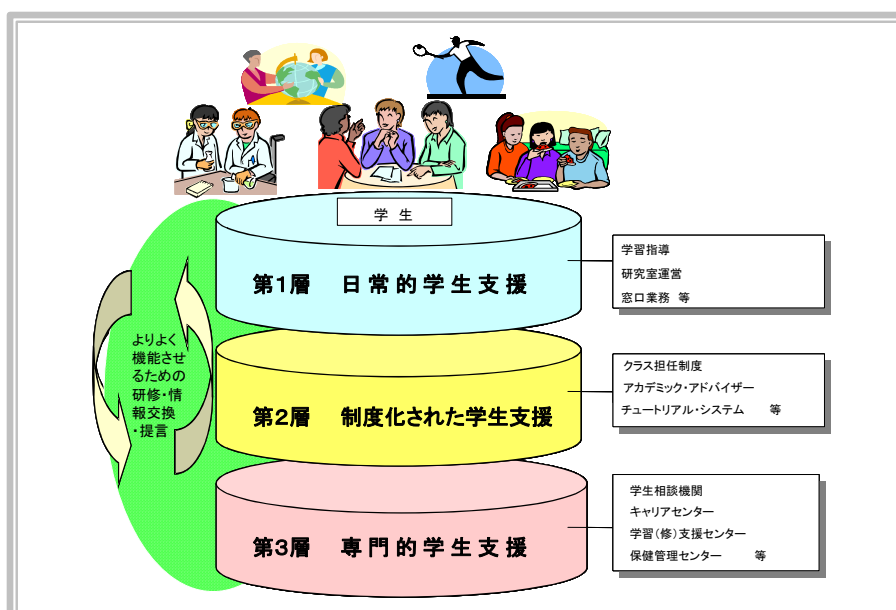 学 生
第1層 日常的学生支援
学習指導
研究室運営
窓口業務 等
よりよく
機能させ
るための
研修・情
報交換
・提言
第2層 制度化された学生支援
クラス担任制度
アカデミック・アドバイザー
チュートリアル・システム 等
第3層 専門的学生支援
学生相談機関
キャリアセンター
学習(修)支援センター
保健管理センター 等